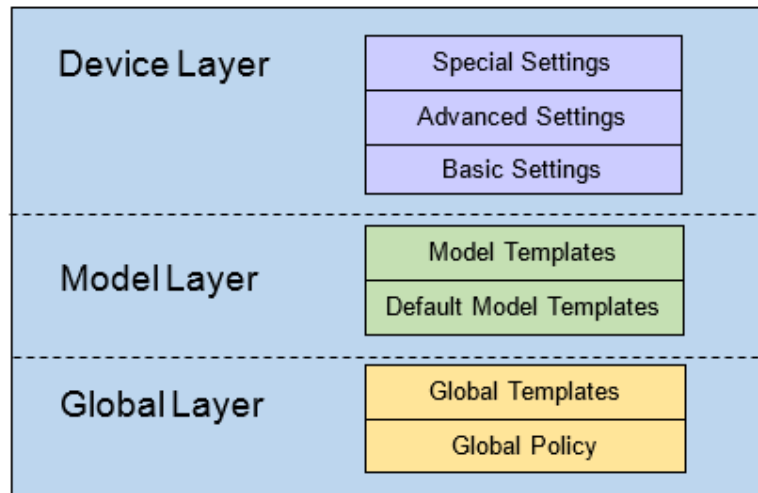 Device Layer
Special Settings
Advanced Settings
Basic Settings
Model Layer
Model Templates
Default Model Templates
Global Layer
Global Templates
Global Policy